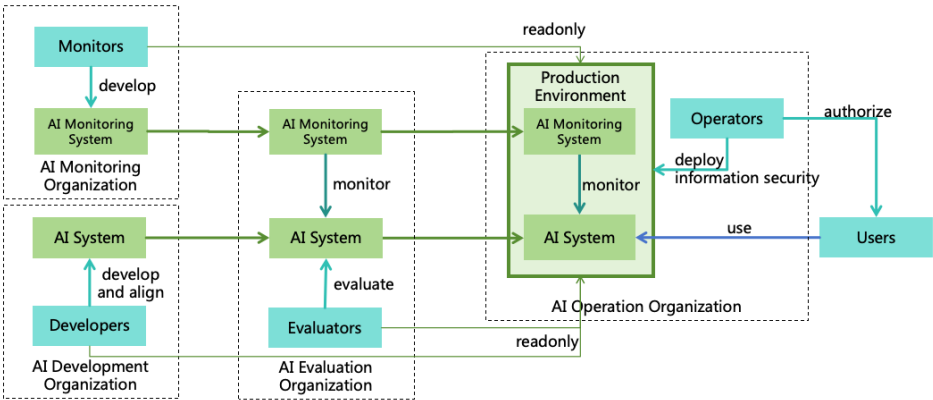 Monitors
develop
AI Monitoring
System
AI Monitoring
Organization
AI System
develop
and align
Developers
AI Development
Organization
AI Monitoring
System
monitor
AI System
evaluate
Evaluators
AI Evaluation
Organization
readonly
Production
Environment
AI Monitoring
System
monitor
AI System
Operators
deploy
information security
authorize
use
Users
AI Operation Organization
readonly